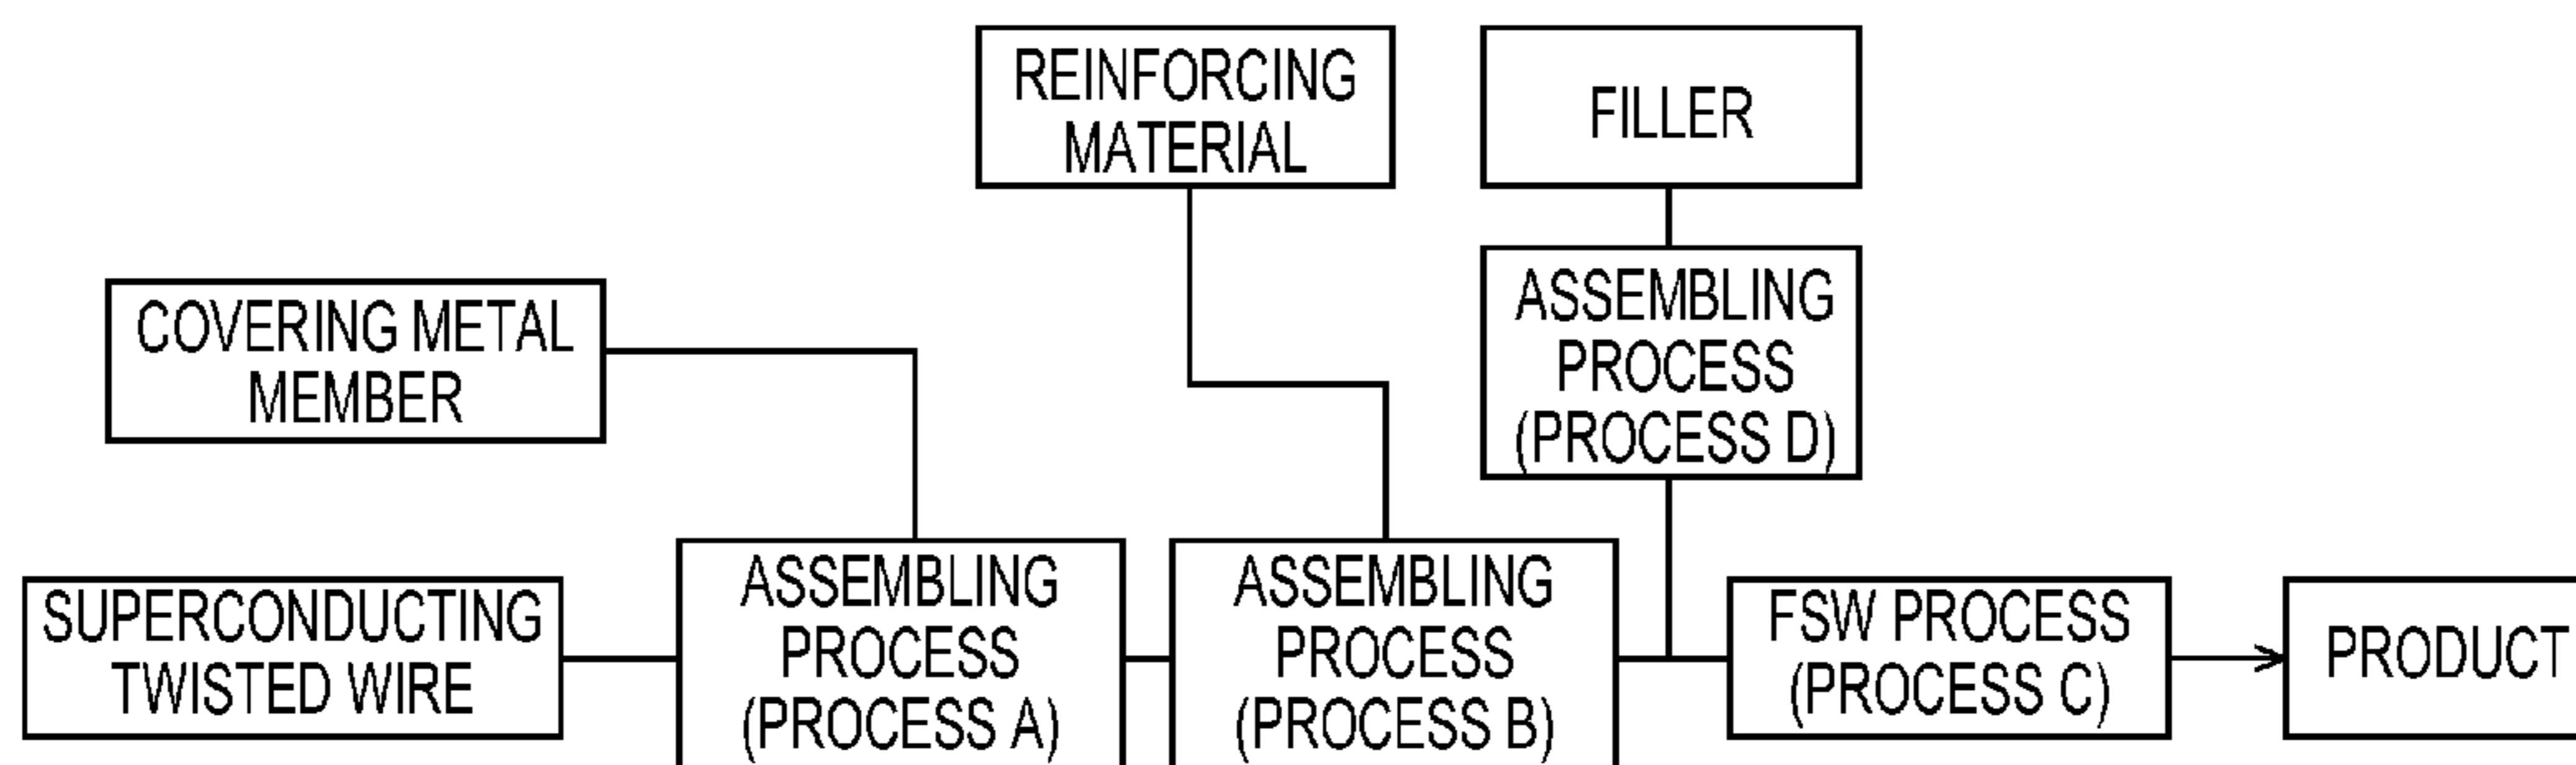 REINFORCING
MATERIAL
FILLER
COVERING METAL
MEMBER
ASSEMBLING
PROCESS
(PROCESS D)
SUPERCONDUCTING
TWISTED WIRE
ASSEMBLING
PROCESS
(PROCESS A)
ASSEMBLING
PROCESS
(PROCESS B)
FSW PROCESS
(PROCESS C)
PRODUCT